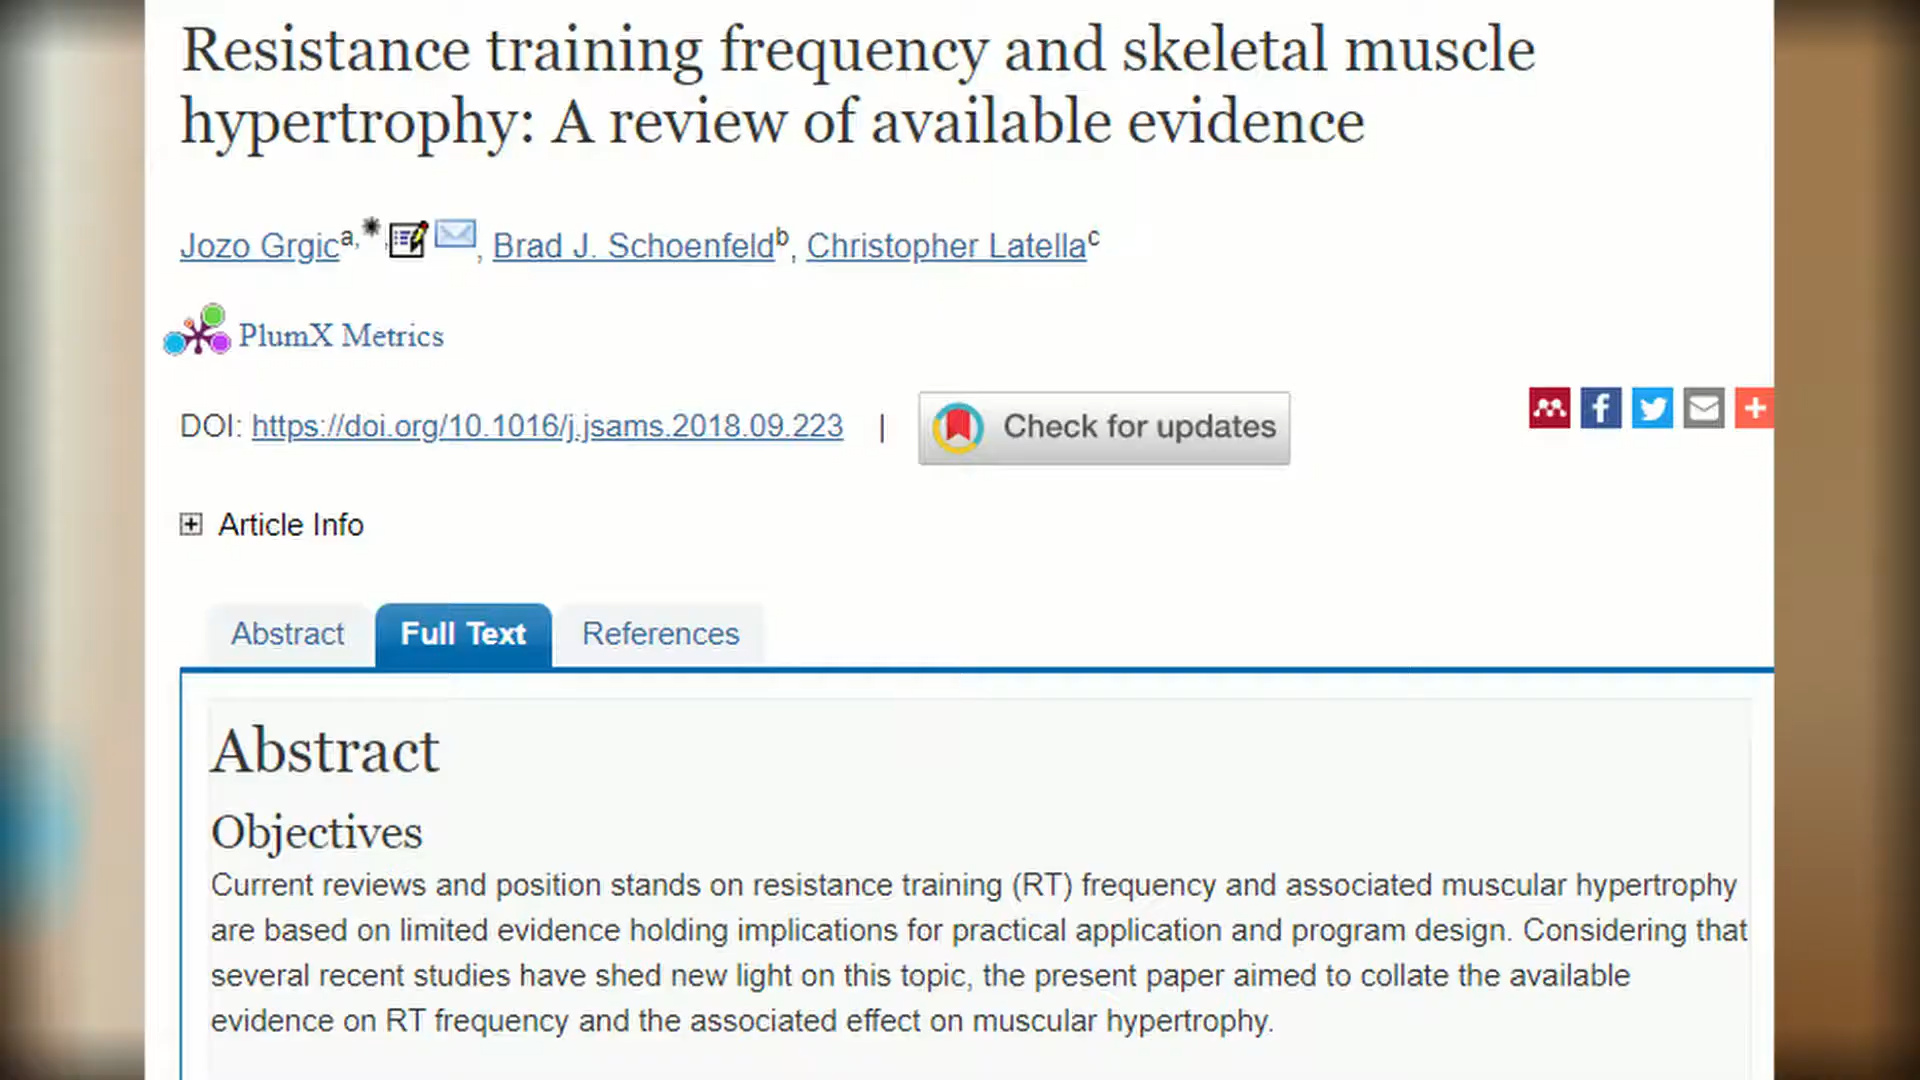 Resistance training frequency and skeletal muscle
hypertrophy: A review of available evidence
Jozo Grgic a, *, , Brad J. Schoenfeld b, Christopher Latella c
PlumX Metrics
DOI: https://doi.org/10.1016/j.jsams.2018.09.223 | Check for updates
Article Info
Abstract Full Text References
Abstract
Objectives
Current reviews and position stands on resistance training (RT) frequency and associated muscular hypertrophy
are based on limited evidence holding implications for practical application and program design. Considering that
several recent studies have shed new light on this topic, the present paper aimed to collate the available
evidence on RT frequency and the associated effect on muscular hypertrophy.